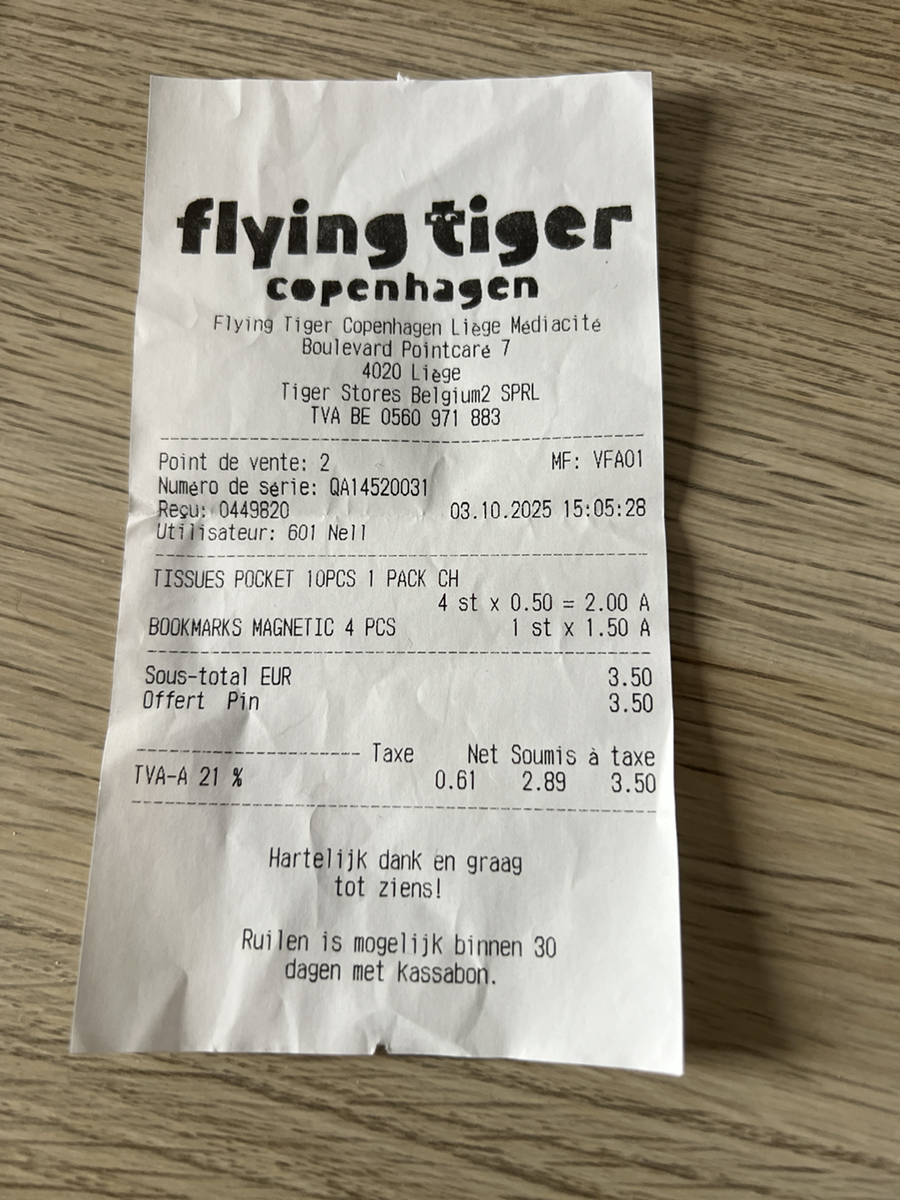 flying tiger
copenhagen
Flying Tiger Copenhagen Liège Médiacité
Boulevard Pointcaré 7
4020 Liège
Tiger Stores Belgium2 SPRL
TVA BE 0560 971 883
Point de vente: 2 MF: VFA01
Numéro de série: QA14520031
Reçu: 0449820 03.10.2025 15:05:28
Utilisateur: 601 Nell
TISSUES POCKET 10PCS 1 PACK CH
4 st x 0.50 = 2.00 A
BOOKMARKS MAGNETIC 4 PCS 1 st x 1.50 A
Sous-total EUR 3.50
Offert Pin 3.50
Taxe Net Soumis à taxe
TVA-A 21 % 0.61 2.89 3.50
Hartelijk dank en graag
tot ziens!
Ruilen is mogelijk binnen 30
dagen met kassabon.